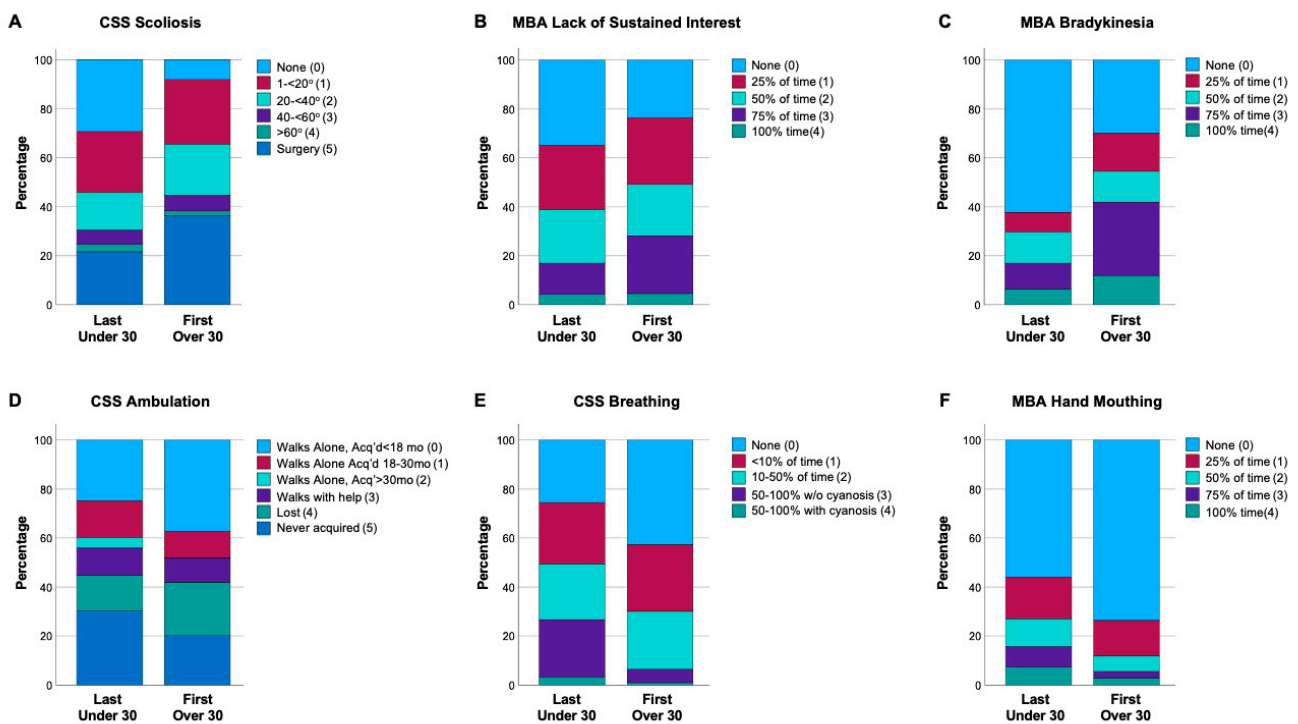 A
CSS Scoliosis
Percentage
100
80
60
40
20
0
Last
Under 30
First
Over 30
None (0)
1-<20º (1)
20-<40º (2)
40-<60º (3)
>60º (4)
Surgery (5)
B
MBA Lack of Sustained Interest
Percentage
100
80
60
40
20
0
Last
Under 30
First
Over 30
None (0)
25% of time (1)
50% of time (2)
75% of time (3)
100% time(4)
C
MBA Bradykinesia
Percentage
100
80
60
40
20
0
Last
Under 30
First
Over 30
None (0)
25% of time (1)
50% of time (2)
75% of time (3)
100% time(4)
D
CSS Ambulation
Percentage
100
80
60
40
20
0
Last
Under 30
First
Over 30
Walks Alone, Acq'd<18 mo (0)
Walks Alone Acq'd 18-30mo (1)
Walks Alone, Acq'>30mo (2)
Walks with help (3)
Lost (4)
Never acquired (5)
E
CSS Breathing
Percentage
100
80
60
40
20
0
Last
Under 30
First
Over 30
None (0)
<10% of time (1)
10-50% of time (2)
50-100% w/o cyanosis (3)
50-100% with cyanosis (4)
F
MBA Hand Mouthing
Percentage
100
80
60
40
20
0
Last
Under 30
First
Over 30
None (0)
25% of time (1)
50% of time (2)
75% of time (3)
100% time(4)